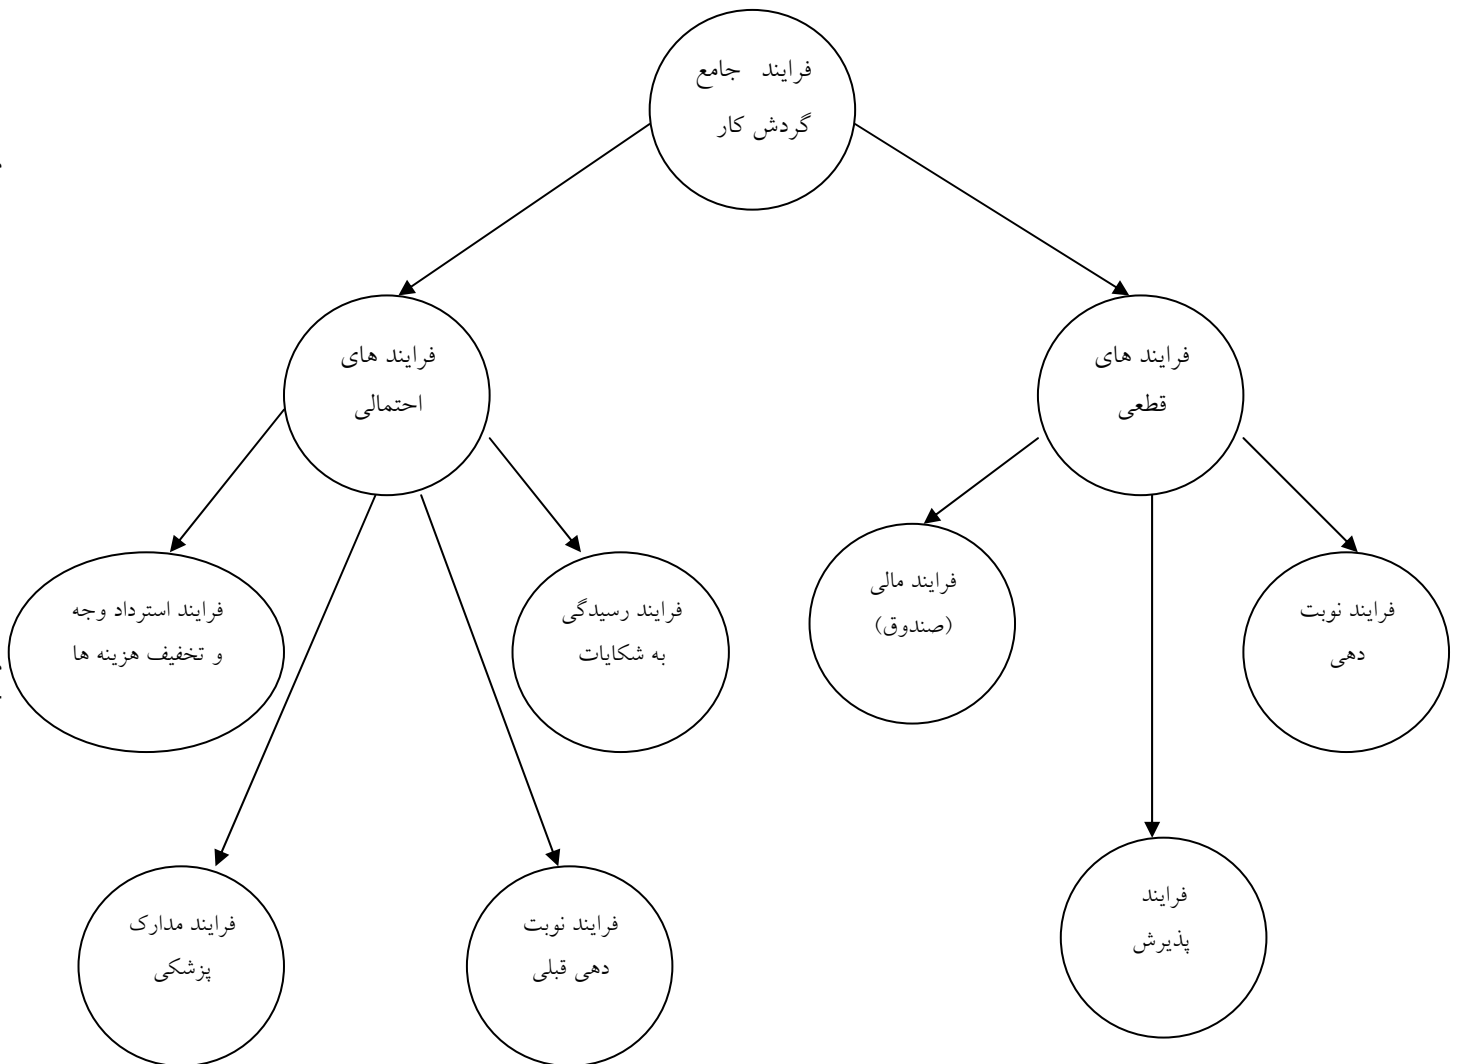 فرایند جامع
گردش کار
فرایند های
قطعی
فرایند های
احتمالی
فرایند نوبت
دهی
فرایند مالی
(صندوق)
فرایند رسیدگی
به شکایات
فرایند استرداد وجه
و تخفیف هزینه ها
فرایند
پذیرش
فرایند نوبت
دهی قبلی
فرایند مدارک
پزشکی